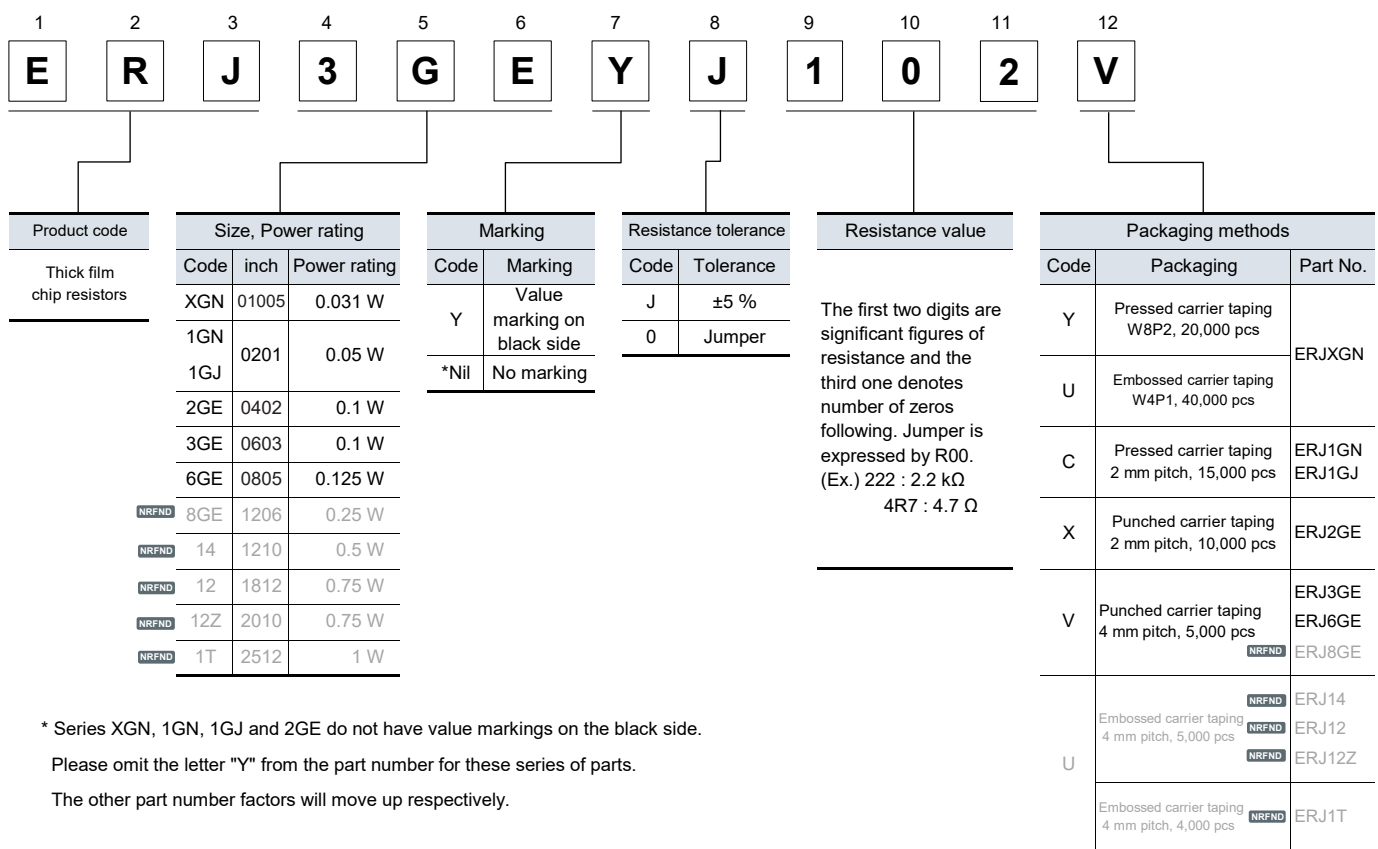 1 2 3 4 5 6 7 8 9 10 11 12
E R J 3 G E Y J 1 0 2 V
Product code
Thick film
chip resistors
Size, Power rating
Code inch Power rating
XGN 01005 0.031 W
1GN
1GJ
0201 0.05 W
2GE 0402 0.1 W
3GE 0603 0.1 W
6GE 0805 0.125 W
NRFND 8GE 1206 0.25 W
NRFND 14 1210 0.5 W
NRFND 12 1812 0.75 W
NRFND 12Z 2010 0.75 W
NRFND 1T 2512 1 W
Marking
Code Marking
Y
Value
marking on
black side
*Nil No marking
Resistance tolerance
Code Tolerance
J ±5 %
0 Jumper
Resistance value
The first two digits are
significant figures of
resistance and the
third one denotes
number of zeros
following. Jumper is
expressed by R00.
(Ex.) 222 : 2.2 kΩ
4R7 : 4.7 Ω
Packaging methods
Code Packaging Part No.
Y
Pressed carrier taping
W8P2, 20,000 pcs
ERJXGN
U
Embossed carrier taping
W4P1, 40,000 pcs
C
Pressed carrier taping
2 mm pitch, 15,000 pcs
ERJ1GN
ERJ1GJ
X
Punched carrier taping
2 mm pitch, 10,000 pcs
ERJ2GE
V
Punched carrier taping
4 mm pitch, 5,000 pcs
ERJ3GE
ERJ6GE
NRFND ERJ8GE
U
Embossed carrier taping
4 mm pitch, 5,000 pcs
NRFND ERJ14
NRFND ERJ12
NRFND ERJ12Z
Embossed carrier taping
4 mm pitch, 4,000 pcs
NRFND ERJ1T
* Series XGN, 1GN, 1GJ and 2GE do not have value markings on the black side.
Please omit the letter "Y" from the part number for these series of parts.
The other part number factors will move up respectively.